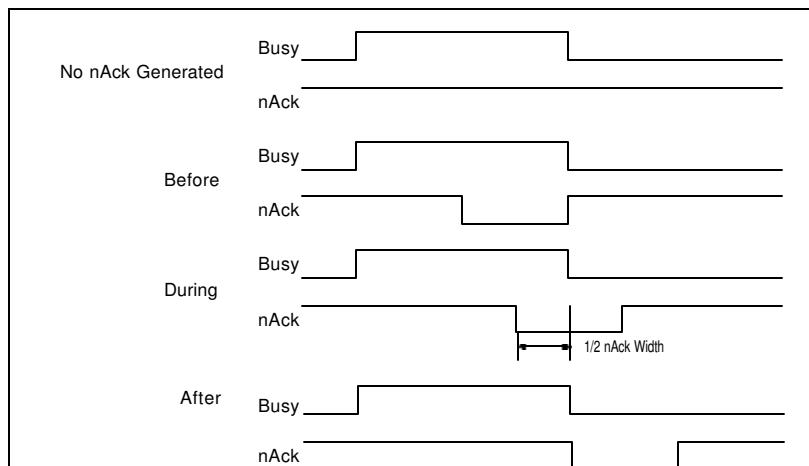 Busy
No nAck Generated
nAck
Busy
Before
nAck
Busy
During
nAck
1/2 nAck Width
After
Busy
nAck